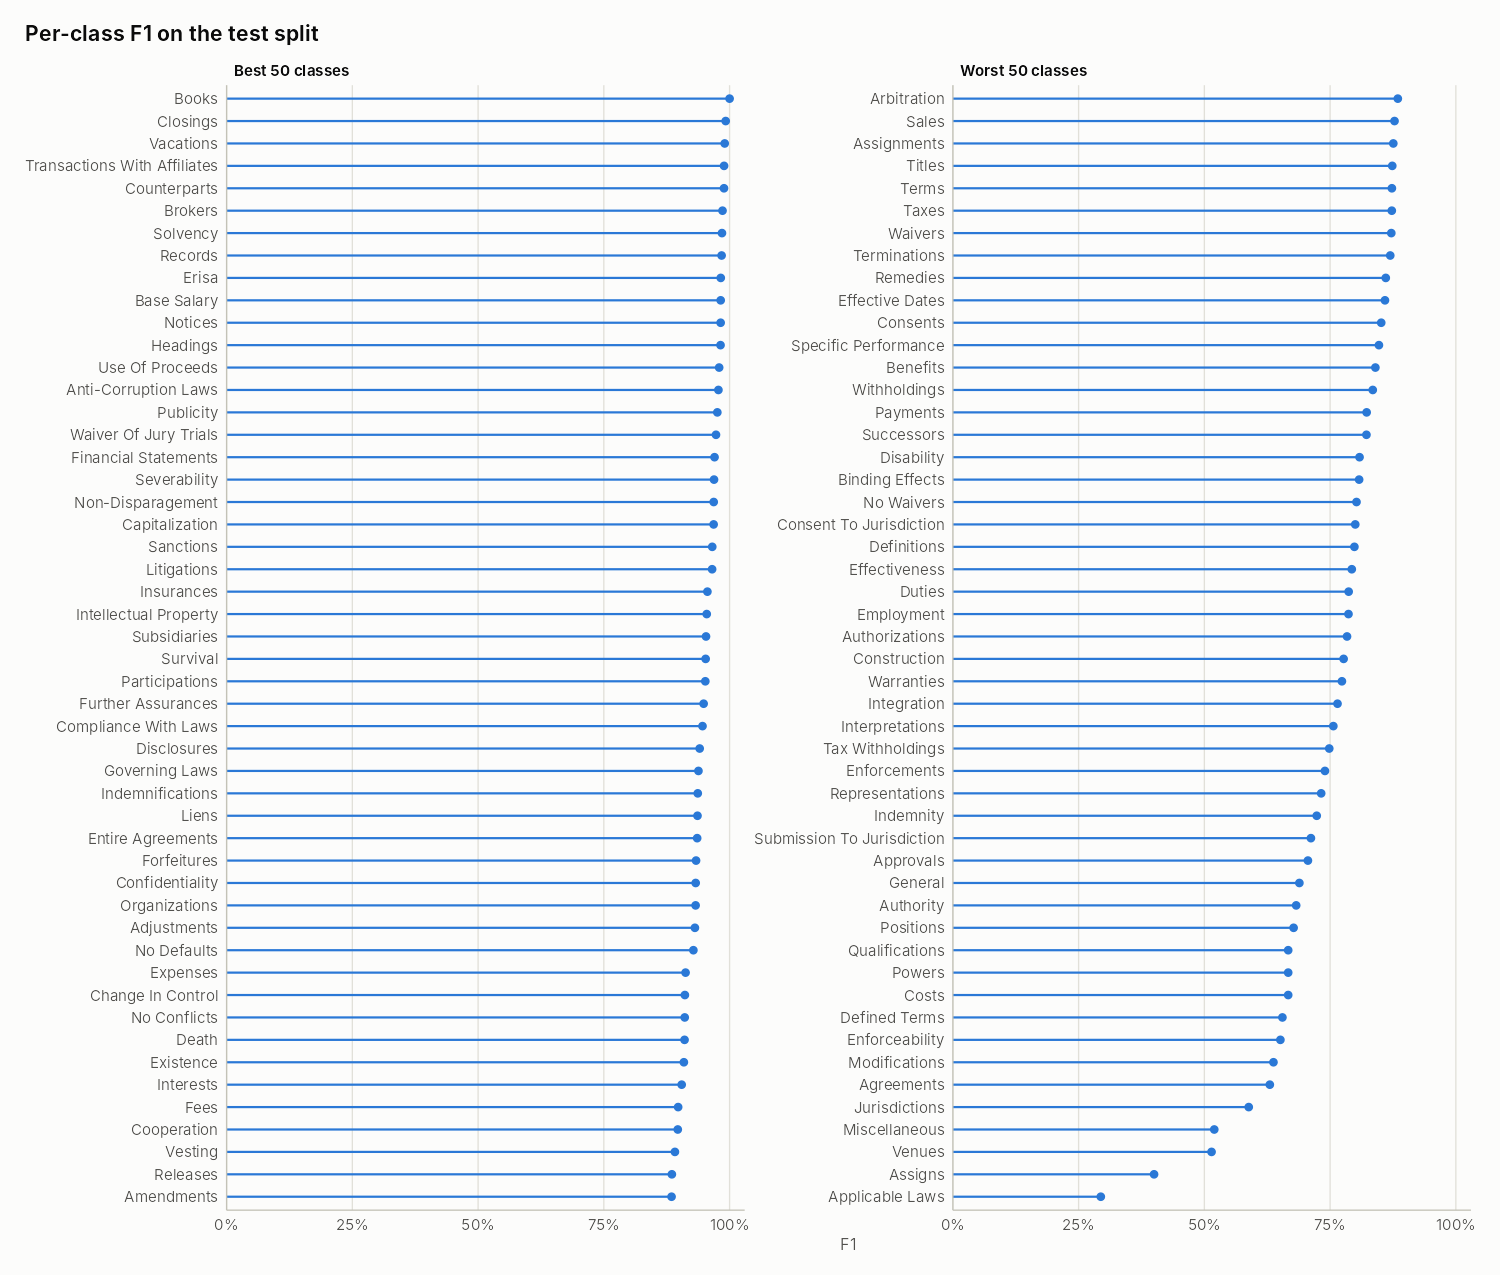 Per-class F1 on the test split
Best 50 classes
Books
Closings
Vacations
Transactions With Affiliates
Counterparts
Brokers
Solvency
Records
Erisa
Base Salary
Notices
Headings
Use Of Proceeds
Anti-Corruption Laws
Publicity
Waiver Of Jury Trials
Financial Statements
Severability
Non-Disparagement
Capitalization
Sanctions
Litigations
Insurances
Intellectual Property
Subsidiaries
Survival
Participations
Further Assurances
Compliance With Laws
Disclosures
Governing Laws
Indemnifications
Liens
Entire Agreements
Forfeitures
Confidentiality
Organizations
Adjustments
No Defaults
Expenses
Change In Control
No Conflicts
Death
Existence
Interests
Fees
Cooperation
Vesting
Releases
Amendments
0% 25% 50% 75% 100%
Worst 50 classes
Arbitration
Sales
Assignments
Titles
Terms
Taxes
Waivers
Terminations
Remedies
Effective Dates
Consents
Specific Performance
Benefits
Withholdings
Payments
Successors
Disability
Binding Effects
No Waivers
Consent To Jurisdiction
Definitions
Effectiveness
Duties
Employment
Authorizations
Construction
Warranties
Integration
Interpretations
Tax Withholdings
Enforcements
Representations
Indemnity
Submission To Jurisdiction
Approvals
General
Authority
Positions
Qualifications
Powers
Costs
Defined Terms
Enforceability
Modifications
Agreements
Jurisdictions
Miscellaneous
Venues
Assigns
Applicable Laws
0% 25% 50% 75% 100%
F1